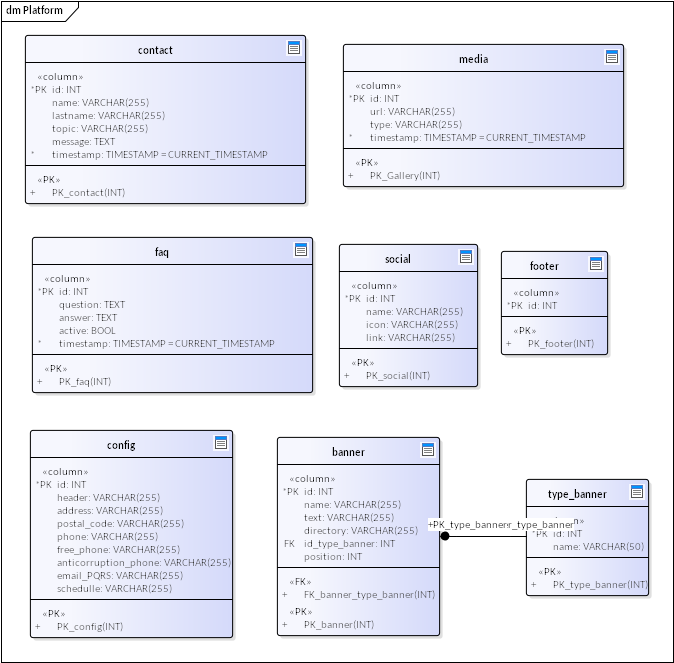 dm Platform
contact
«column»
*PK id: INT
name: VARCHAR(255)
lastname: VARCHAR(255)
topic: VARCHAR(255)
message: TEXT
* timestamp: TIMESTAMP = CURRENT_TIMESTAMP
«PK»
+ PK_contact(INT)
media
«column»
*PK id: INT
url: VARCHAR(255)
type: VARCHAR(255)
* timestamp: TIMESTAMP = CURRENT_TIMESTAMP
«PK»
+ PK_Gallery(INT)
faq
«column»
*PK id: INT
question: TEXT
answer: TEXT
active: BOOL
* timestamp: TIMESTAMP = CURRENT_TIMESTAMP
«PK»
+ PK_faq(INT)
social
«column»
*PK id: INT
name: VARCHAR(255)
icon: VARCHAR(255)
link: VARCHAR(255)
«PK»
+ PK_social(INT)
footer
«column»
*PK id: INT
«PK»
+ PK_footer(INT)
config
«column»
*PK id: INT
header: VARCHAR(255)
address: VARCHAR(255)
postal_code: VARCHAR(255)
phone: VARCHAR(255)
free_phone: VARCHAR(255)
anticorruption_phone: VARCHAR(255)
email_PQRS: VARCHAR(255)
schedulle: VARCHAR(255)
«PK»
+ PK_config(INT)
banner
«column»
*PK id: INT
name: VARCHAR(255)
text: VARCHAR(255)
directory: VARCHAR(255)
FK id_type_banner: INT
position: INT
«FK»
+ FK_banner_type_banner(INT)
«PK»
+ PK_banner(INT)
type_banner
*PK id: INT
name: VARCHAR(50)
«PK»
+ PK_type_banner(INT)